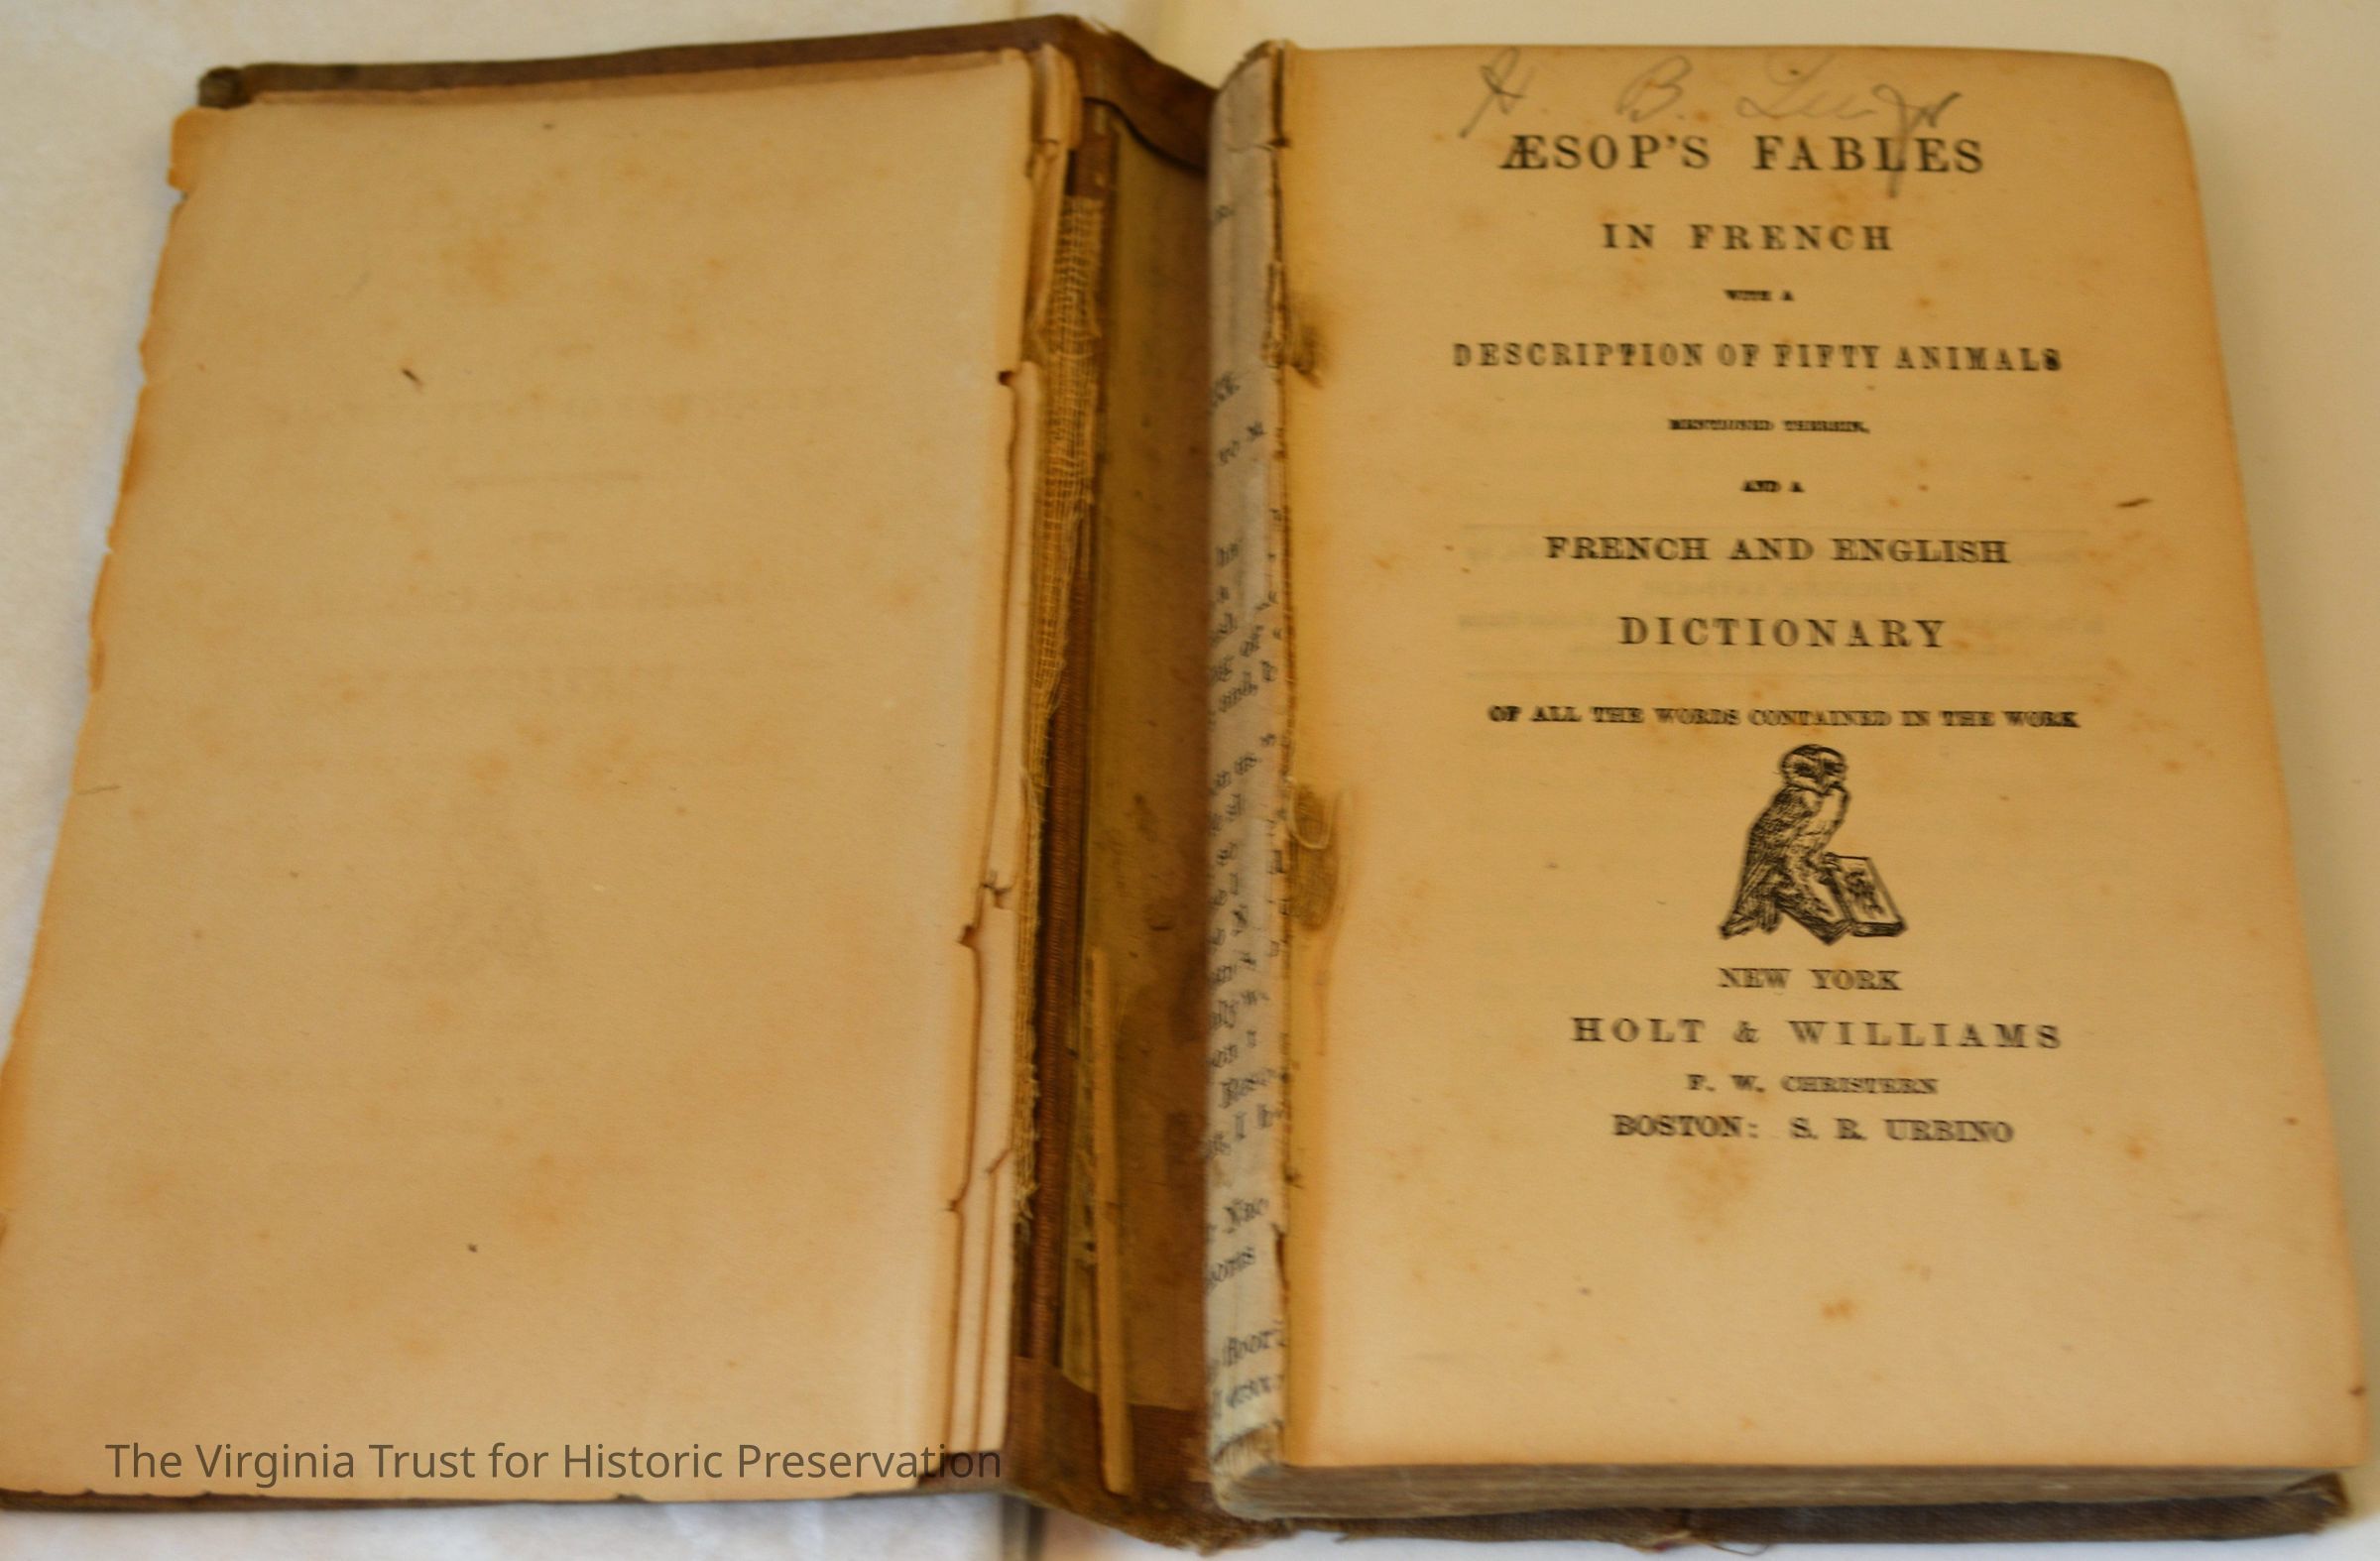 H. B. Lee Jr
ÆSOP'S FABLES
IN FRENCH
WITH A
DESCRIPTION OF FIFTY ANIMALS
MENTIONED THEREIN,
AND A
FRENCH AND ENGLISH
DICTIONARY
OF ALL THE WORDS CONTAINED IN THE WORK
NEW YORK
HOLT & WILLIAMS
F. W. CHRISTERN
BOSTON: S. R. URBINO
The Virginia Trust for Historic Preservation